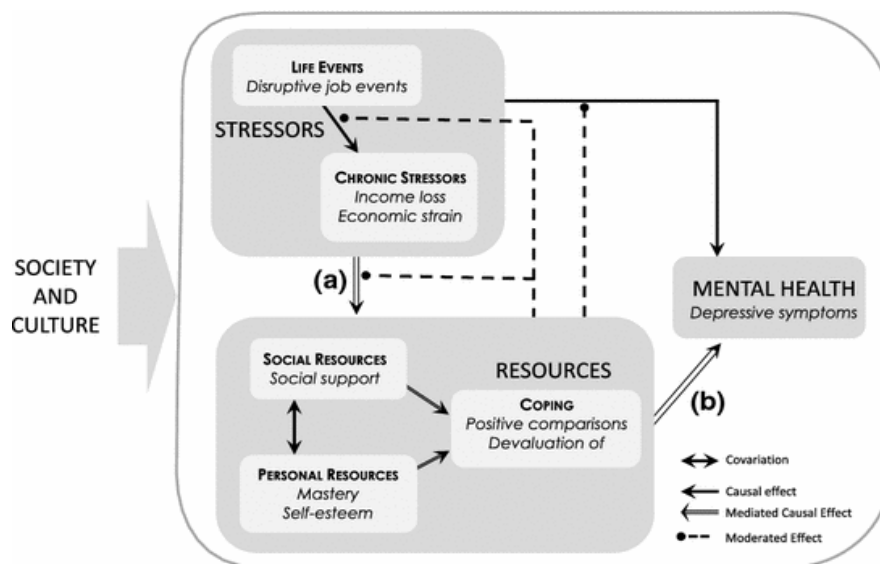 LIFE EVENTS
Disruptive job events
STRESSORS
CHRONIC STRESSORS
Income loss
Economic strain
(a)
SOCIETY
AND
CULTURE
MENTAL HEALTH
Depressive symptoms
SOCIAL RESOURCES
Social support
RESOURCES
COPING
Positive comparisons
Devaluation of
(b)
PERSONAL RESOURCES
Mastery
Self-esteem
Covariation
Causal effect
Mediated Causal Effect
Moderated Effect